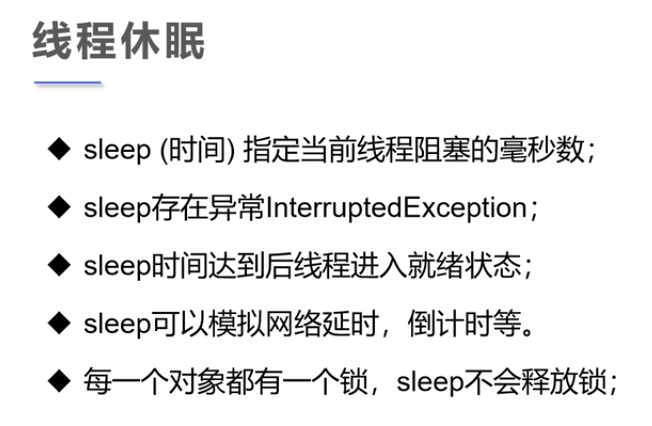 线程休眠
◆ sleep (时间) 指定当前线程阻塞的毫秒数；
◆ sleep存在异常InterruptedException；
◆ sleep时间达到后线程进入就绪状态；
◆ sleep可以模拟网络延时，倒计时等。
◆ 每一个对象都有一个锁，sleep不会释放锁；